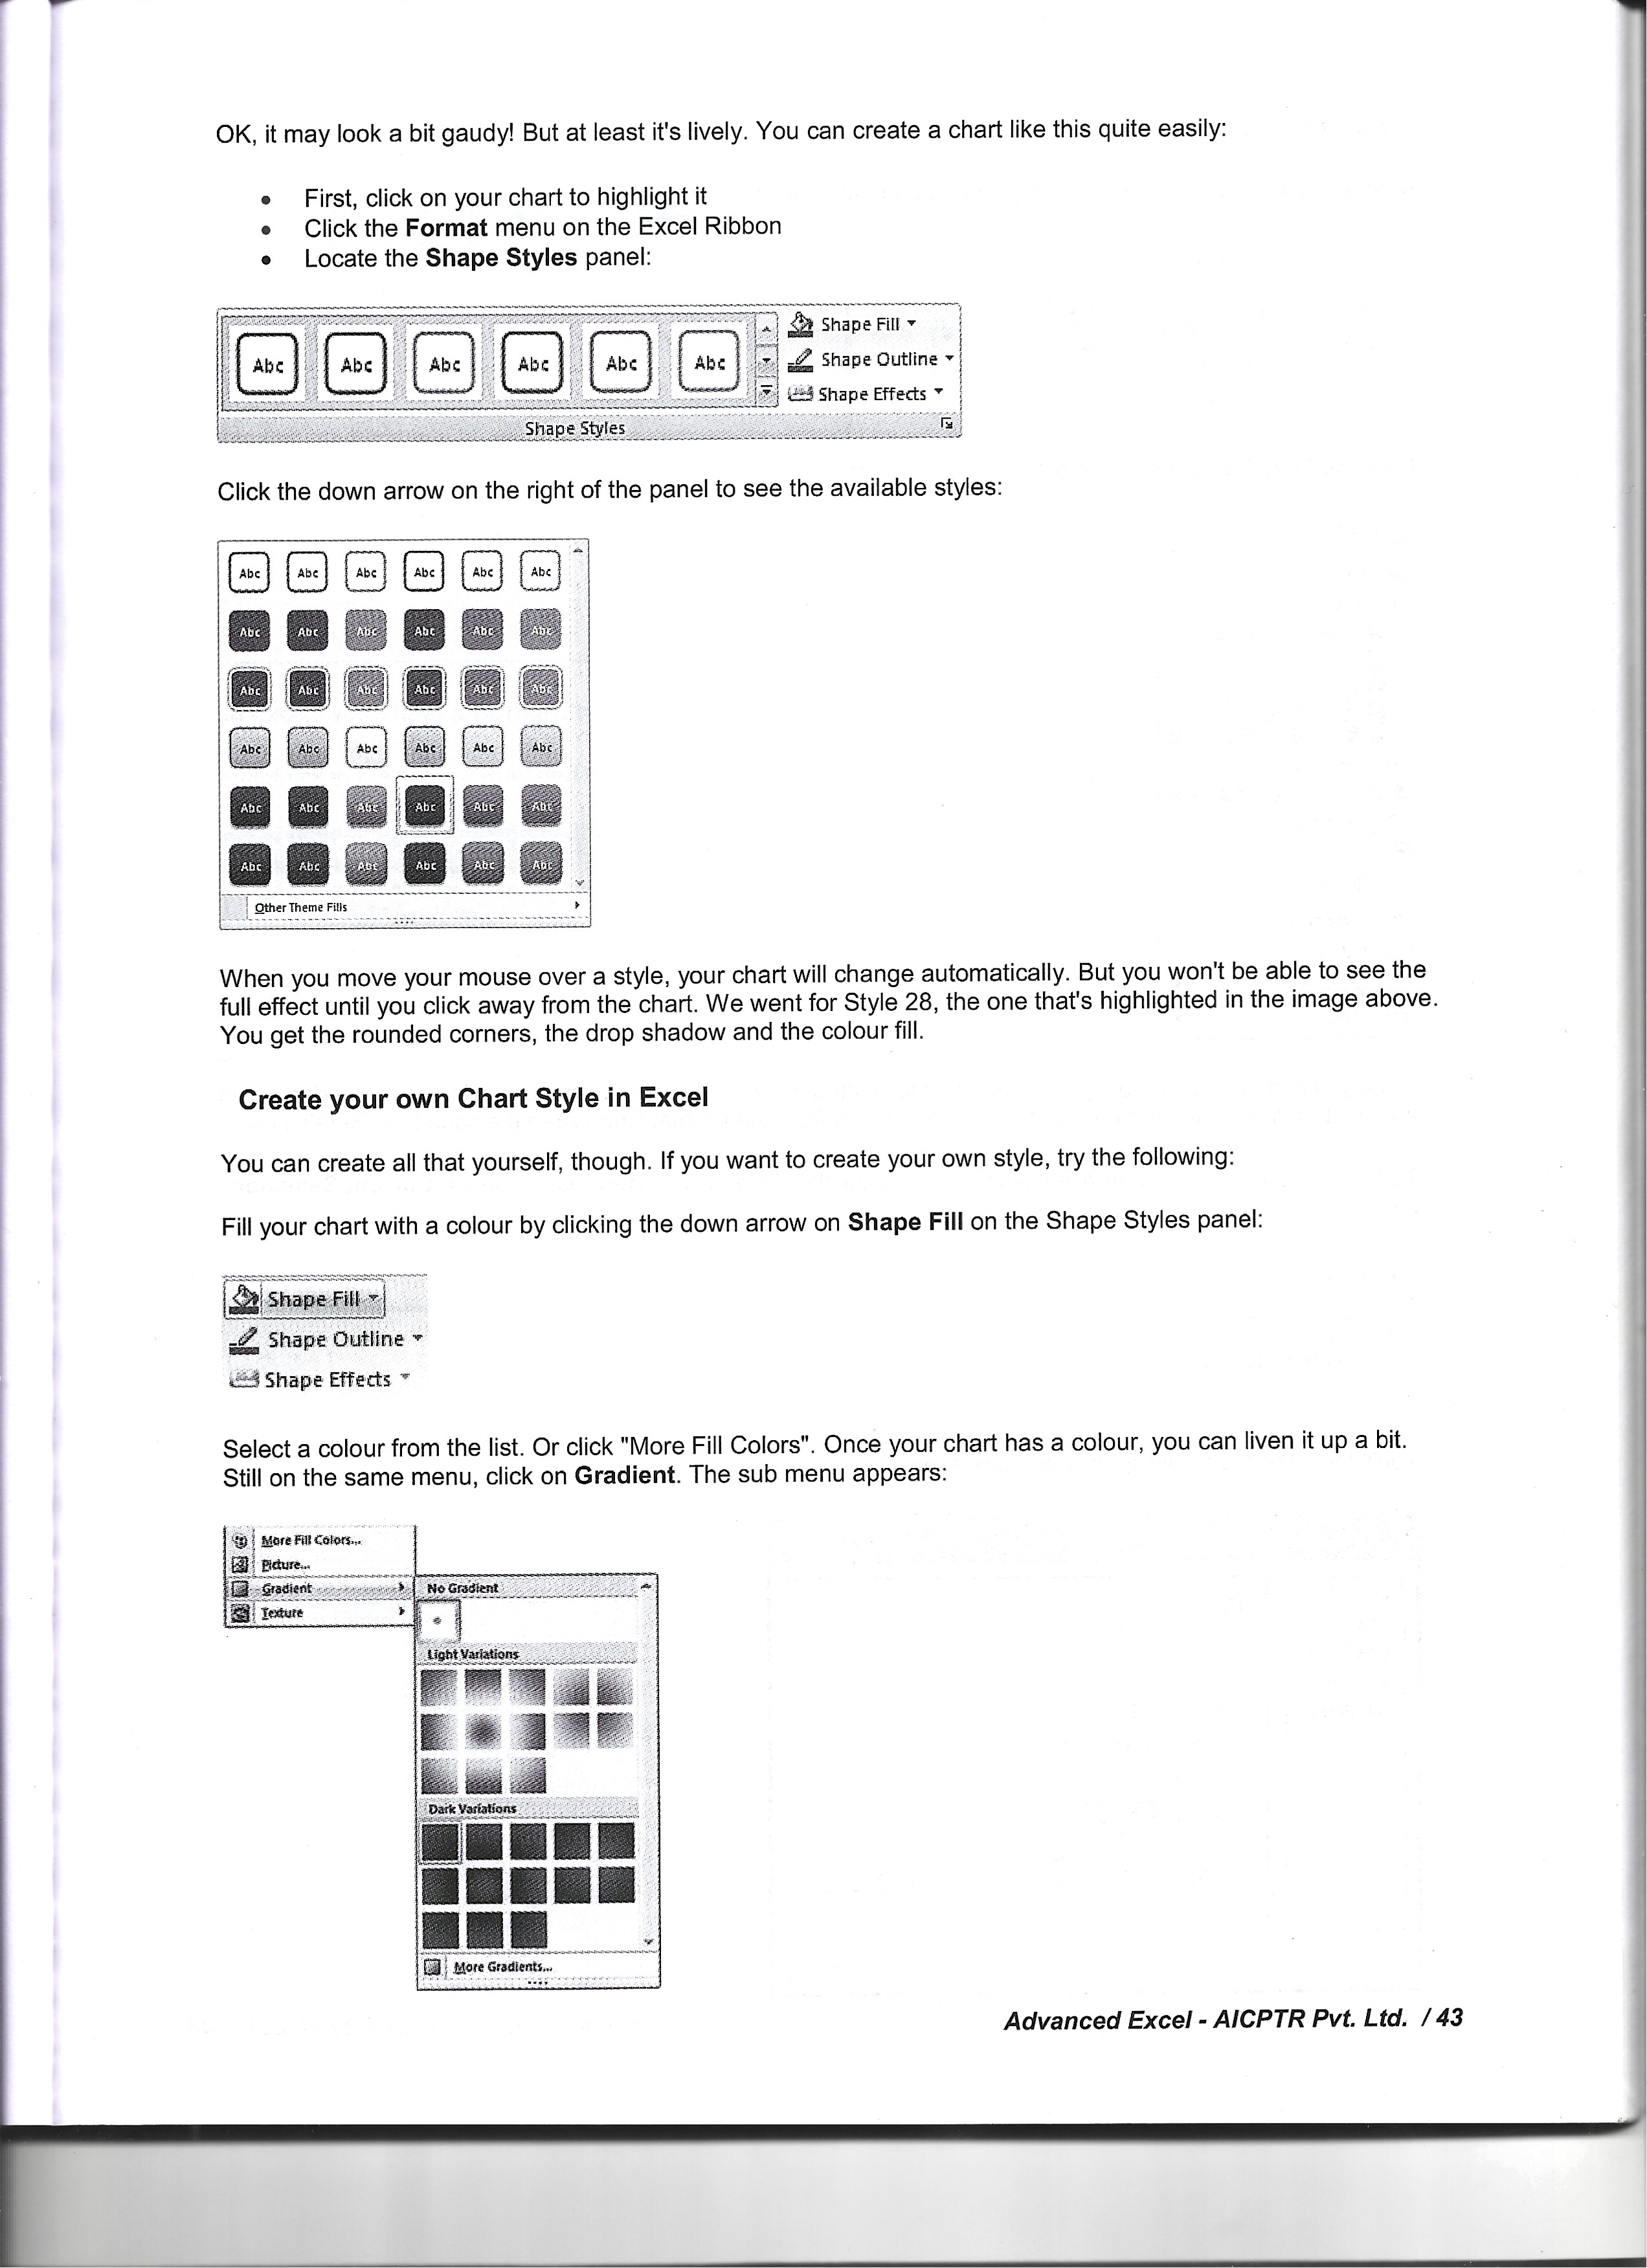 OK, it may look a bit gaudy! But at least it's lively. You can create a chart like this quite easily:
• First, click on your chart to highlight it
• Click the Format menu on the Excel Ribbon
• Locate the Shape Styles panel:
Abc Abc Abc Abc Abc Abc
Shape Fill
Shape Outline
Shape Effects
Shape Styles
Click the down arrow on the right of the panel to see the available styles:
Abc Abc Abc Abc Abc Abc
Abc Abc Abc Abc Abc Abc
Abc Abc Abc Abc Abc Abc
Abc Abc Abc Abc Abc Abc
Abc Abc Abc Abc Abc Abc
Abc Abc Abc Abc Abc Abc
Other Theme Fills
When you move your mouse over a style, your chart will change automatically. But you won't be able to see the
full effect until you click away from the chart. We went for Style 28, the one that's highlighted in the image above.
You get the rounded corners, the drop shadow and the colour fill.
Create your own Chart Style in Excel
You can create all that yourself, though. If you want to create your own style, try the following:
Fill your chart with a colour by clicking the down arrow on Shape Fill on the Shape Styles panel:
Shape Fill
Shape Outline
Shape Effects
Select a colour from the list. Or click "More Fill Colors". Once your chart has a colour, you can liven it up a bit.
Still on the same menu, click on Gradient. The sub menu appears:
More Fill Colors...
Picture...
Gradient
Texture
No Gradient
Light Variations
Dark Variations
More Gradients...
Advanced Excel - AICPTR Pvt. Ltd. / 43